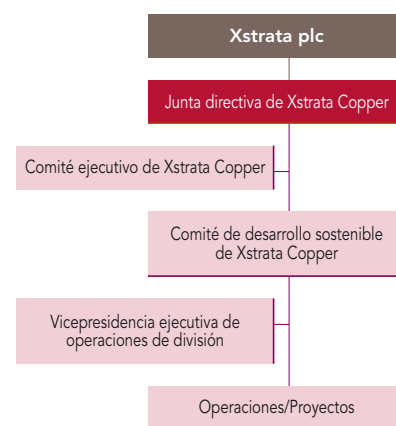 Xstrata plc
Junta directiva de Xstrata Copper
Comité ejecutivo de Xstrata Copper
Comité de desarrollo sostenible
de Xstrata Copper
Vicepresidencia ejecutiva de
operaciones de división
Operaciones/Proyectos